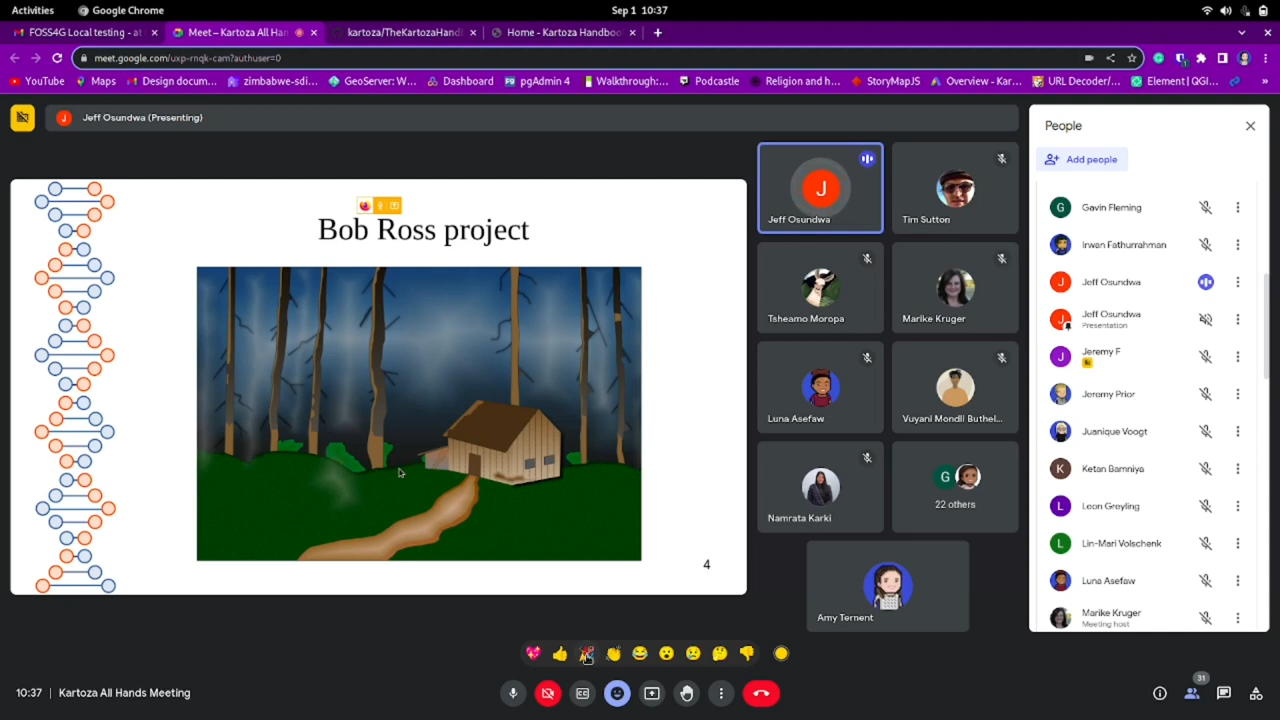 Activities
Google Chrome
Sep 1 10:37
FOSS4G Local testing - at
Meet – Kartoza All Han
kartoza/TheKartozaHandl
Home - Kartoza Handboo
meet.google.com/uxp-rnqk-cam?authuser=0
YouTube
Maps
Design docum...
zimbabwe-sdi...
GeoServer: W...
Dashboard
pgAdmin 4
Walkthrough:...
Podcastle
Religion and h...
StoryMapJS
Overview - Kar...
URL Decoder/...
Element | QGI...
J
Jeff Osundwa (Presenting)
Bob Ross project
4
J
Jeff Osundwa
Tim Sutton
Tsheamo Moropa
Marike Kruger
Luna Asefaw
Vuyani Mondli Buthel...
Namrata Karki
G
22 others
Amy Ternent
People
Add people
G
Gavin Fleming
Irwan Fathurrahman
J
Jeff Osundwa
J
Jeff Osundwa
Presentation
J
Jeremy F
Jeremy Prior
Juanique Voogt
K
Ketan Bamniya
L
Leon Greyling
L
Lin-Mari Volschenk
Luna Asefaw
Marike Kruger
Meeting host
10:37
Kartoza All Hands Meeting
31